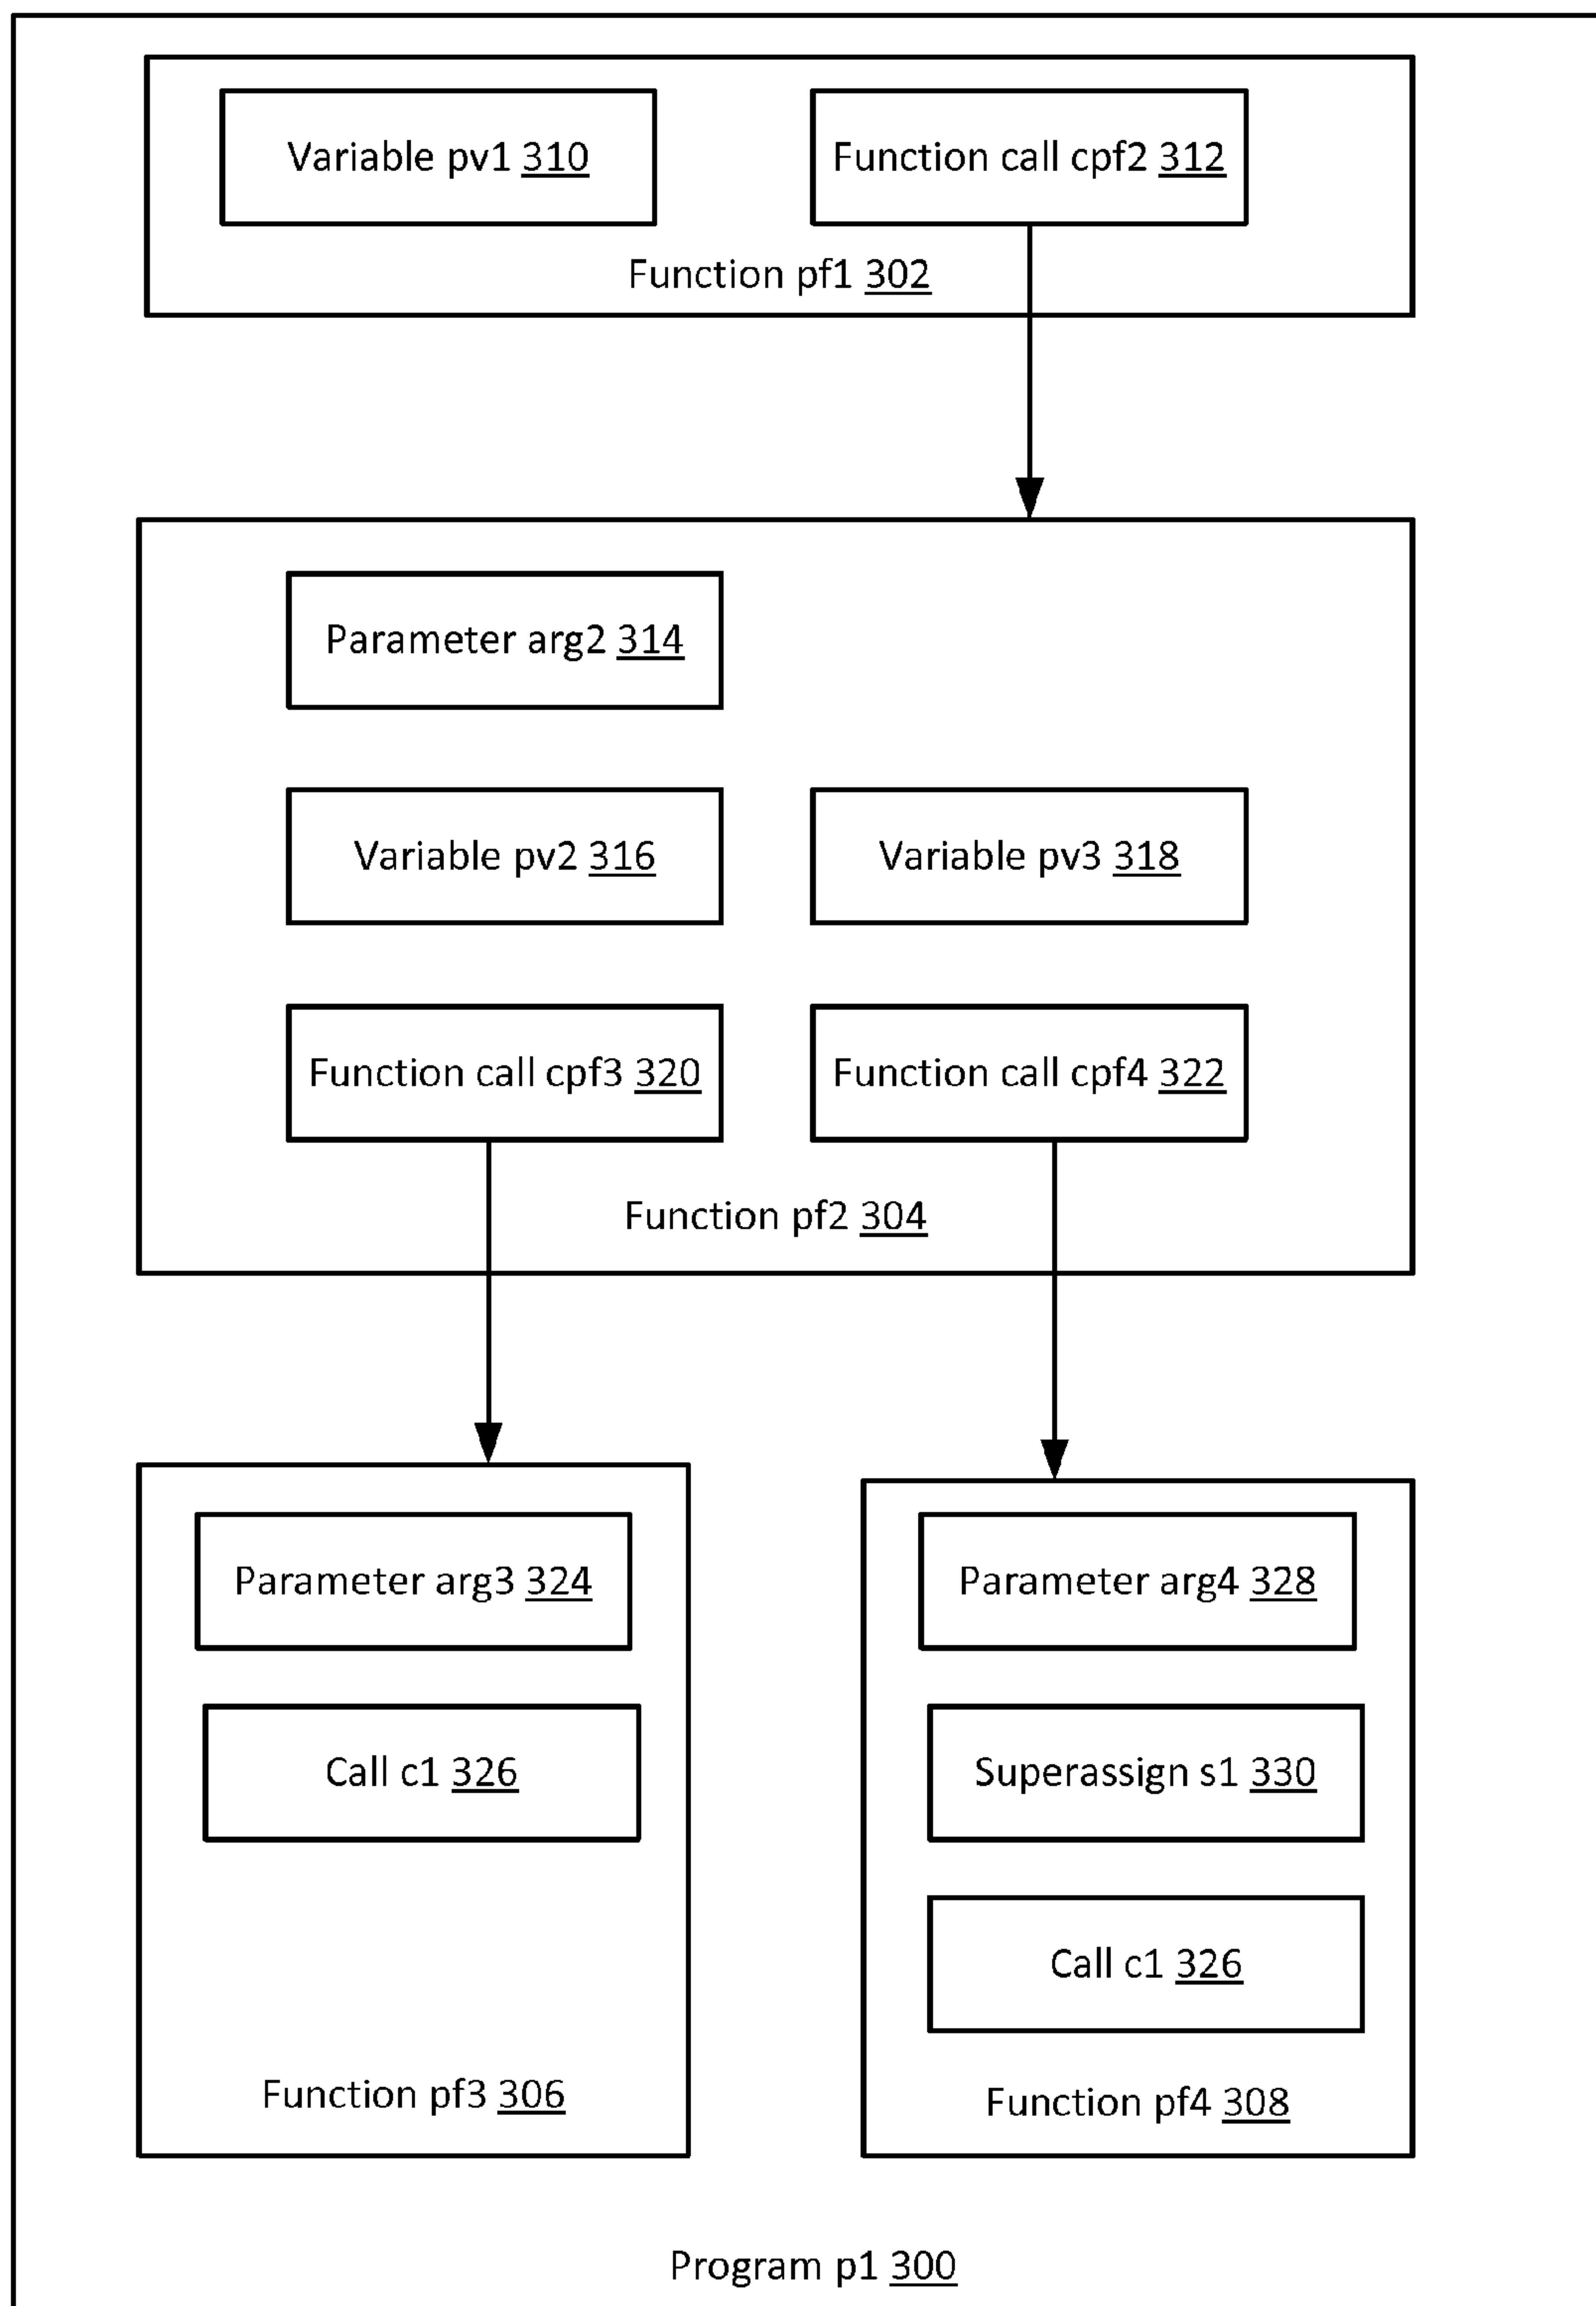 Variable pv1 310
Function call cpf2 312
Function pf1 302
Parameter arg2 314
Variable pv2 316
Variable pv3 318
Function call cpf3 320
Function call cpf4 322
Function pf2 304
Parameter arg3 324
Call c1 326
Function pf3 306
Parameter arg4 328
Superassign s1 330
Call c1 326
Function pf4 308
Program p1 300